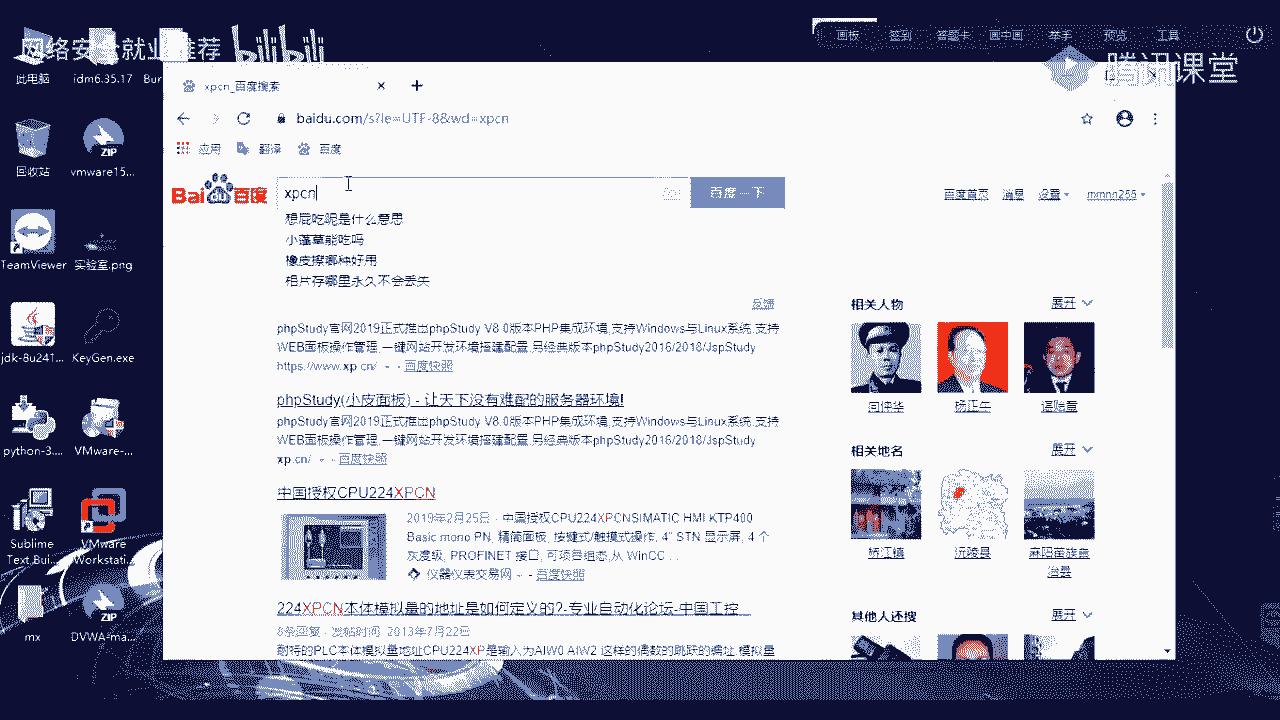 网络安全就业推荐
bilibili
画板 签到 答题卡 画中画 举手 预览 工具
腾讯课堂
此电脑
idm6.35.17
Bur
回收站
ZIP
vmware15...
TeamViewer
实验室.png
jdk-8u241...
KeyGen.exe
python-3....
VMware-...
Sublime
Text Bui...
VMware
Workstati...
mx
ZIP
DVWA-ma...
xpcn_百度搜索
baidu.com/s?ie=UTF-8&wd=xpcn
应用 翻译 百度
Bai du 百度
xpcn
百度一下
百度首页 消息 设置 mmnn255
想屁吃呢是什么意思
小蓬草能吃吗
橡皮擦哪种好用
相片存哪里永久不会丢失
反馈
phpStudy官网2019正式推出phpStudy V8.0版本PHP集成环境,支持Windows与Linux系统,支持
WEB面板操作管理,一键网站开发环境搭建配置,另经典版本phpStudy2016/2018/JspStudy
https://www.xp.cn/ - 百度快照
phpStudy(小皮面板) - 让天下没有难配的服务器环境!
phpStudy官网2019正式推出phpStudy V8.0版本PHP集成环境,支持Windows与Linux系统,支持
WEB面板操作管理,一键网站开发环境搭建配置,另经典版本phpStudy2016/2018/JspStudy
xp.cn/ - 百度快照
中国授权CPU224XPCN
2019年2月25日 - 中国授权CPU224XPCNSIMATIC HMI,KTP400
Basic mono PN, 精简面板, 按键式/触摸式操作, 4" STN 显示屏, 4 个
灰度级, PROFINET 接口, 可项目组态,从 WinCC ...
仪器仪表交易网 - 百度快照
224XPCN本体模拟量的地址是如何定义的?-专业自动化论坛-中国工控...
8条回复 - 发帖时间: 2013年7月22日
PLC本体模拟量地址CPU224XP是输入为AIW0 AIW2 这样的偶数的跳跃的编址 模拟量
相关人物 展开
杨正午
相关地名 展开
沅陵县
其他人还搜 展开